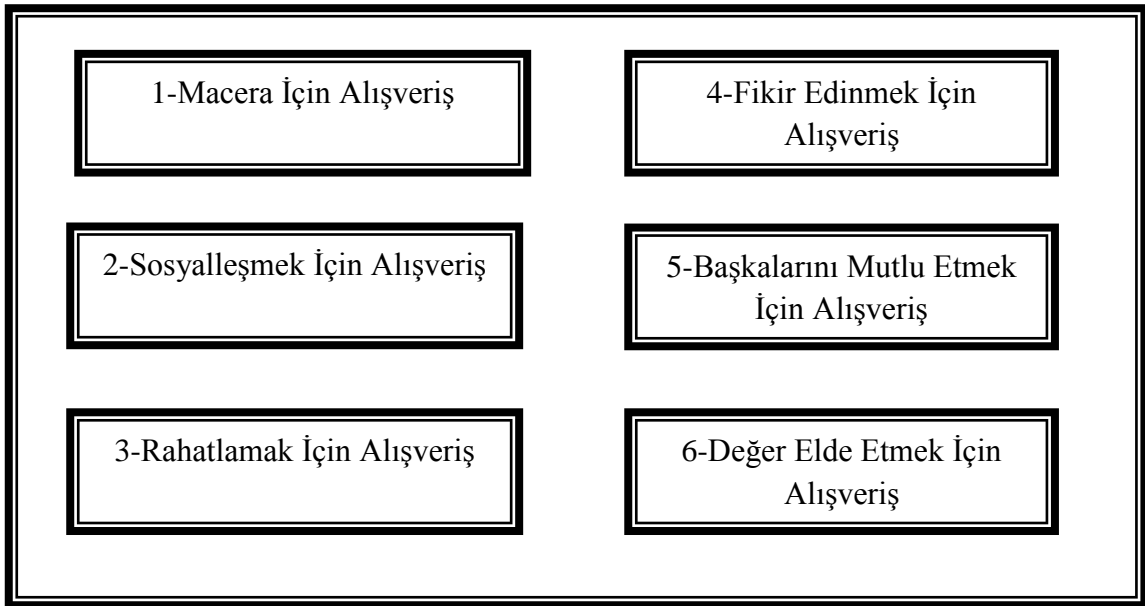 1-Macera İçin Alışveriş
2-Sosyalleşmek İçin Alışveriş
3-Rahatlamak İçin Alışveriş
4-Fikir Edinmek İçin
Alışveriş
5-Başkalarını Mutlu Etmek
İçin Alışveriş
6-Değer Elde Etmek İçin
Alışveriş